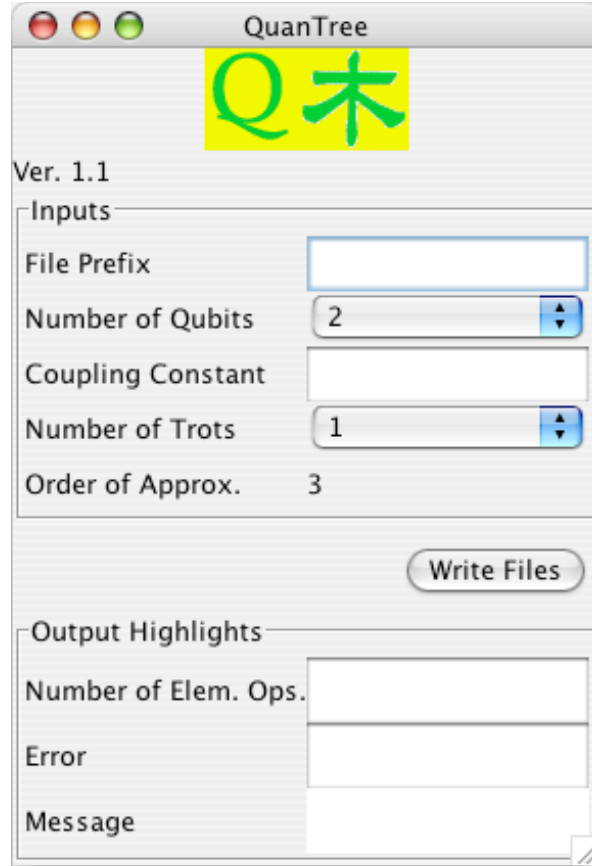 QuanTree
Q 木
Ver. 1.1
Inputs
File Prefix
Number of Qubits 2
Coupling Constant
Number of Trots 1
Order of Approx. 3
Write Files
Output Highlights
Number of Elem. Ops.
Error
Message